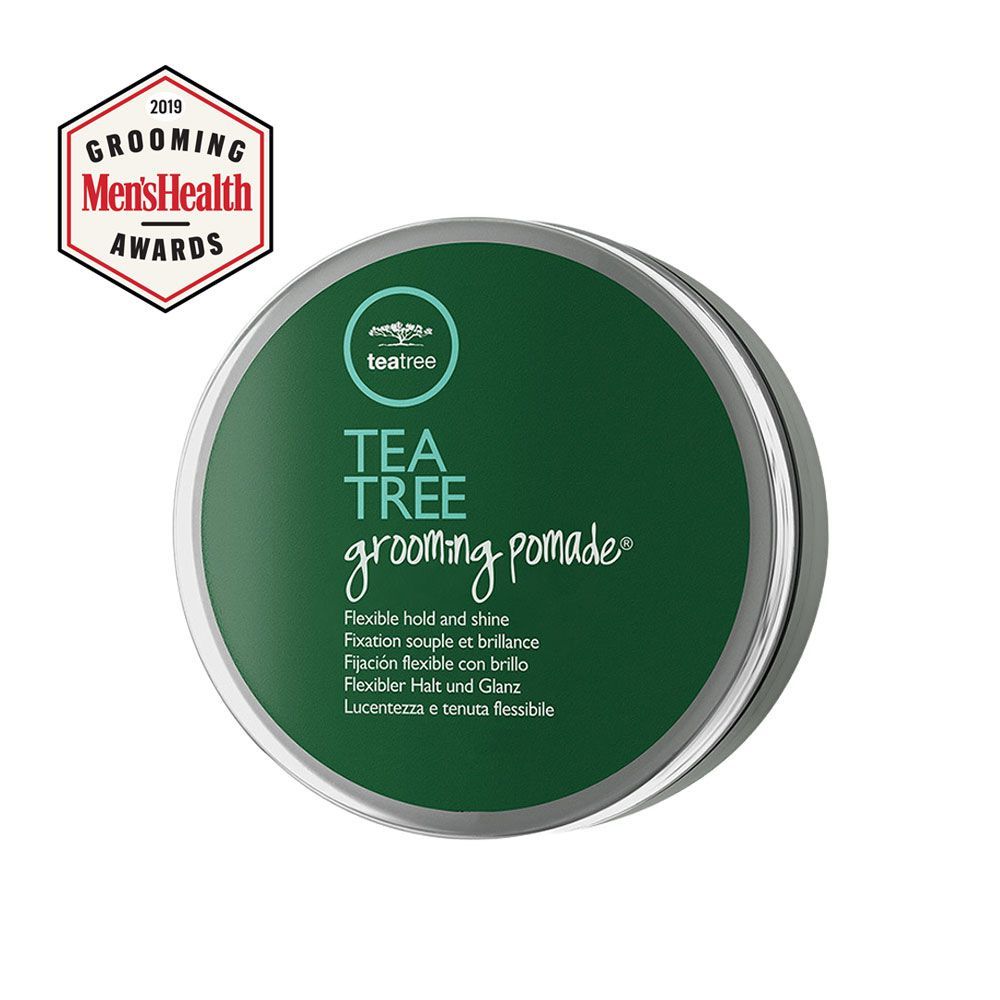 2019
GROOMING
Men'sHealth
AWARDS
teatree
TEA
TREE
grooming pomade®
Flexible hold and shine
Fixation souple et brillance
Fijación flexible con brillo
Flexibler Halt und Glanz
Lucentezza e tenuta flessibile